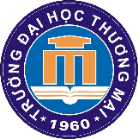 TRƯỜNG ĐẠI HỌC THƯƠNG MẠI
1960